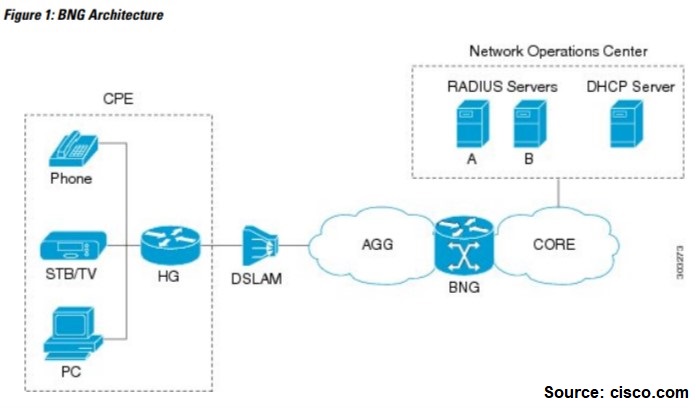 Figure 1: BNG Architecture
Network Operations Center
RADIUS Servers
DHCP Server
A
B
CPE
Phone
STB/TV
HG
DSLAM
AGG
BNG
CORE
PC
303273
Source: cisco.com